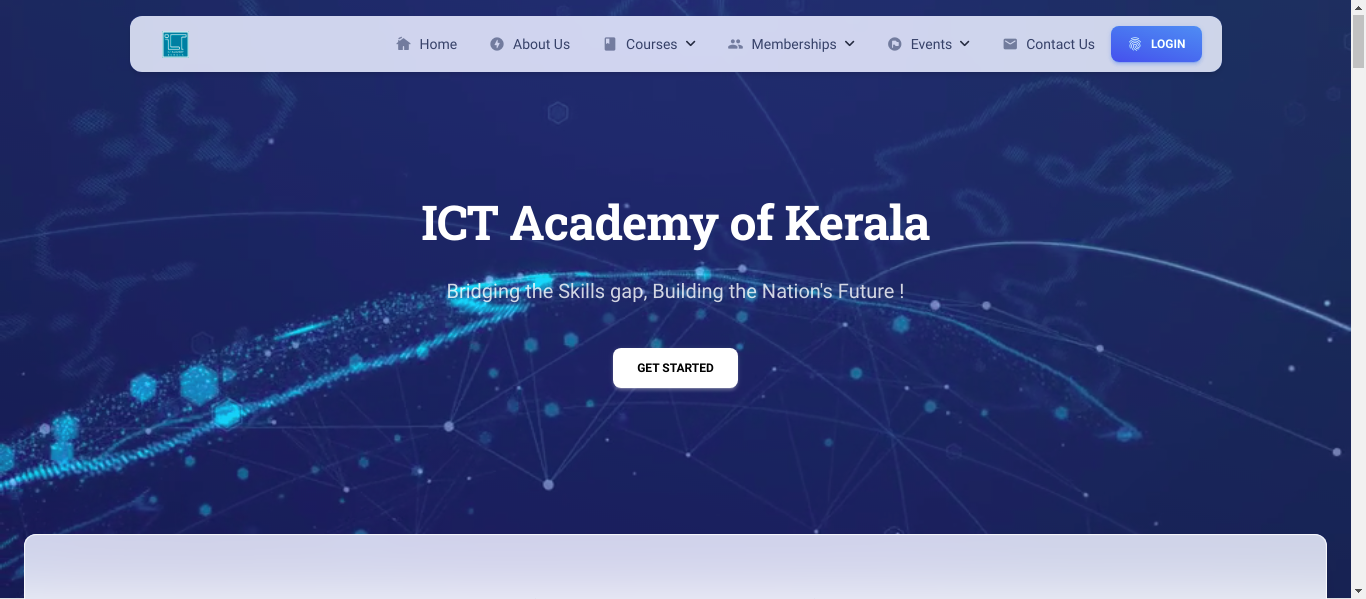 Home About Us Courses Memberships Events Contact Us LOGIN
ICT Academy of Kerala
Bridging the Skills gap, Building the Nation's Future !
GET STARTED